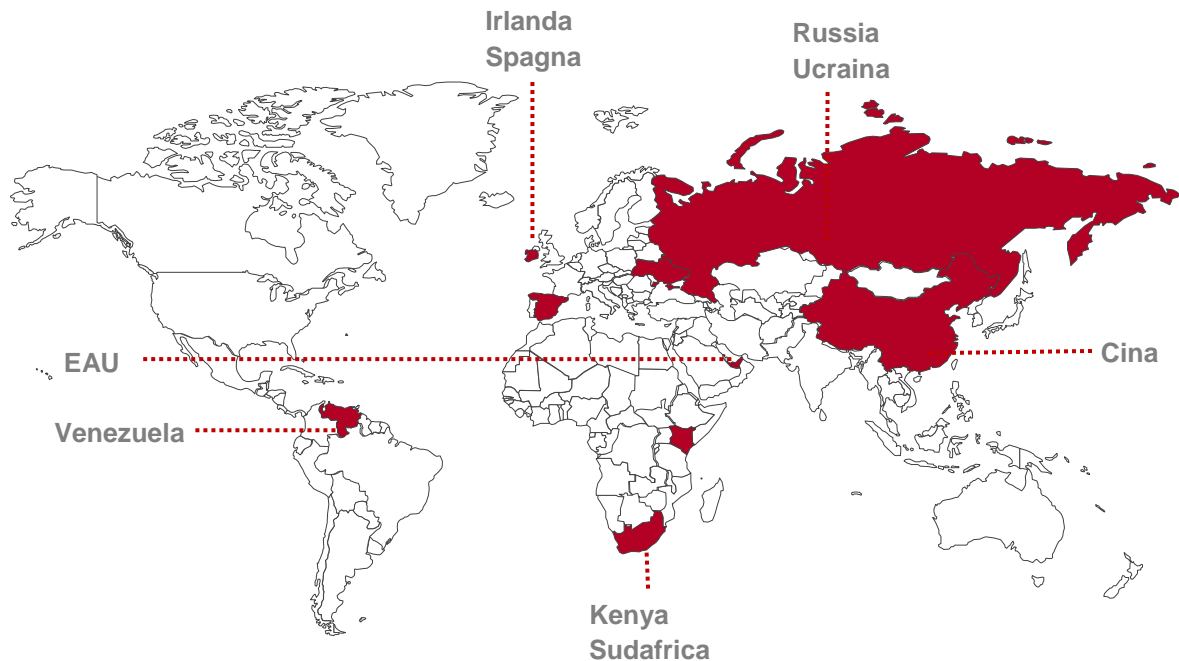 Irlanda
Spagna
Russia
Ucraina
EAU
Cina
Venezuela
Kenya
Sudafrica